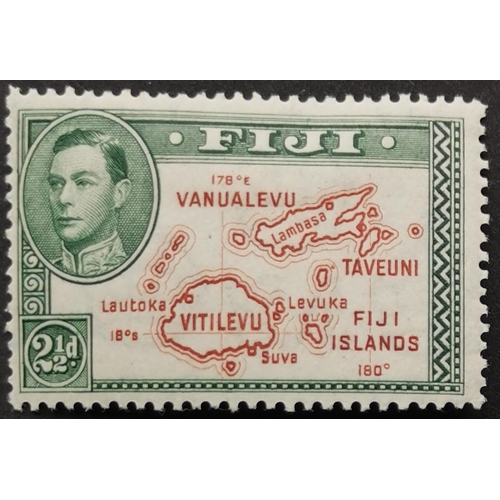 FIJI
178°E
VANUALEVU
Lambasa
TAVEUNI
Lautoka
Levuka
VITILEVU
FIJI
18°S
ISLANDS
Suva
180°
2½d.